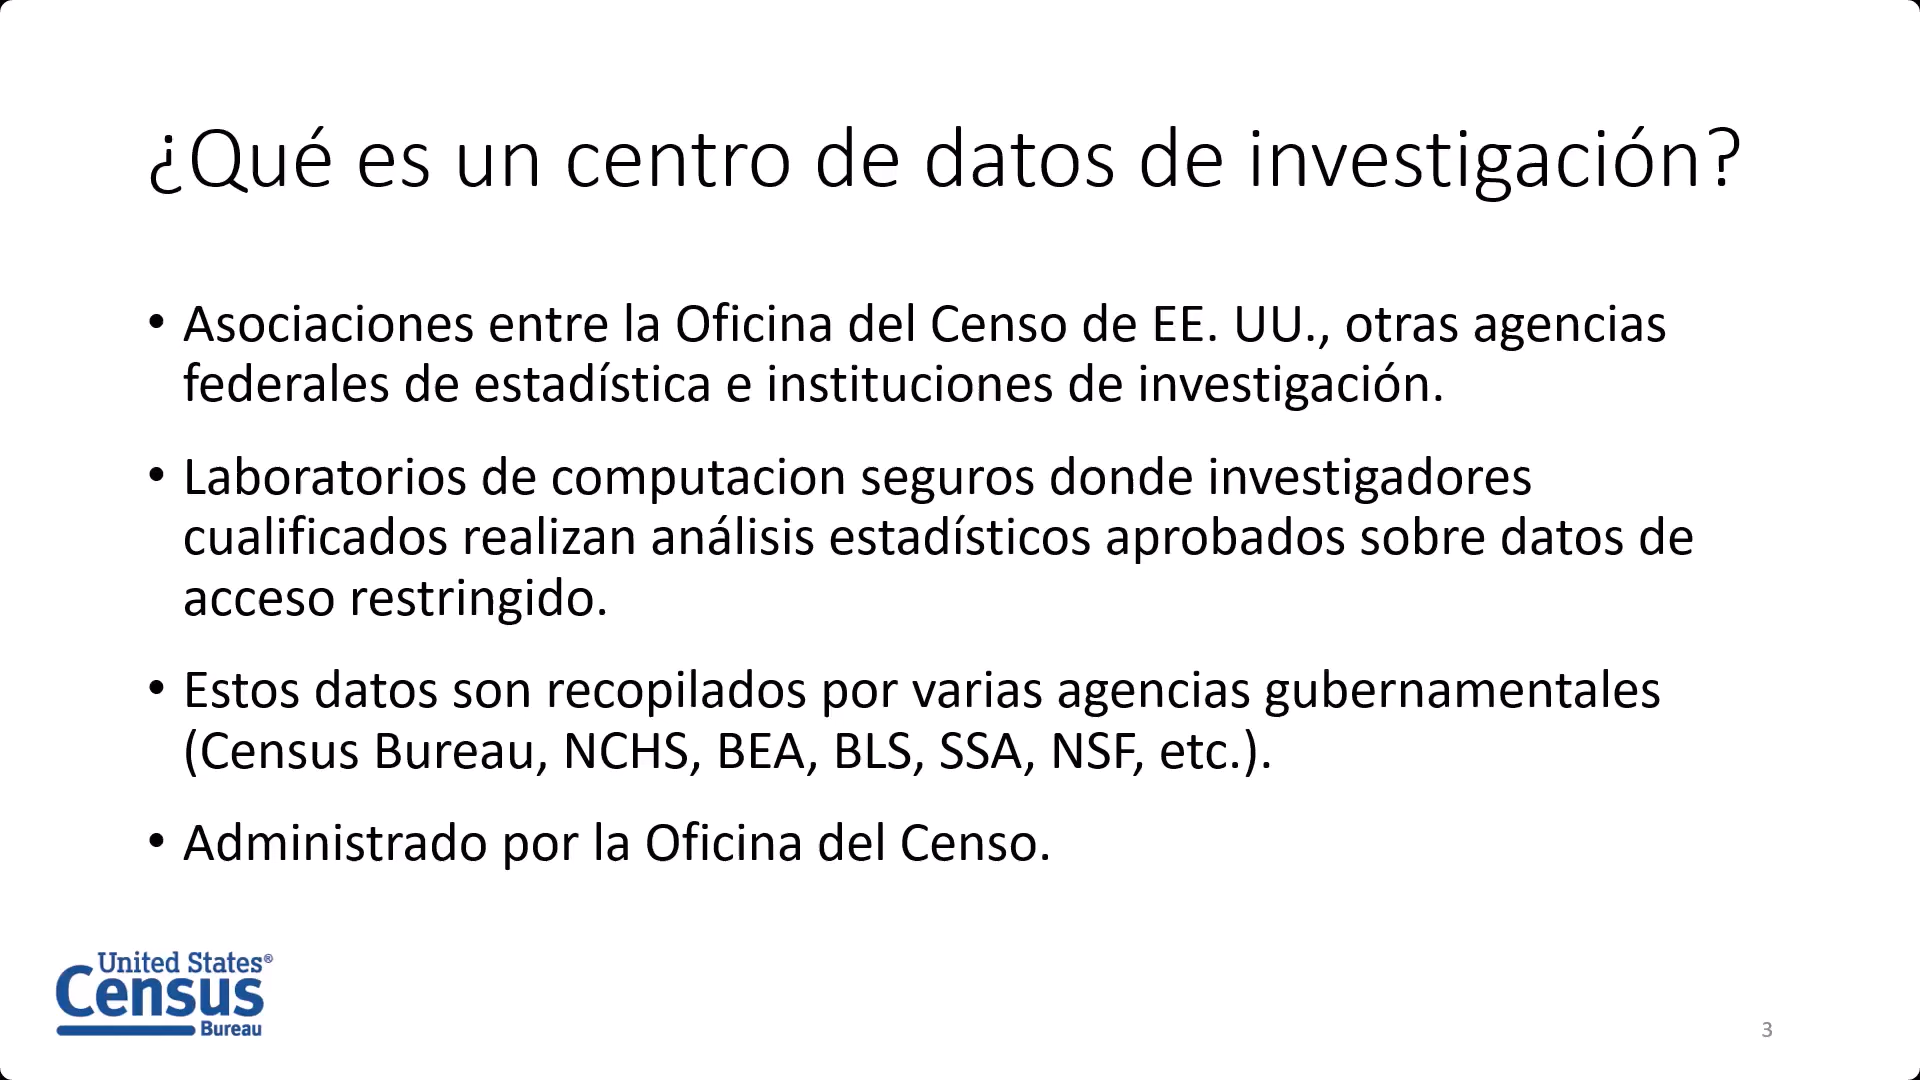 ¿Qué es un centro de datos de investigación?
• Asociaciones entre la Oficina del Censo de EE. UU., otras agencias
federales de estadística e instituciones de investigación.
• Laboratorios de computacion seguros donde investigadores
cualificados realizan análisis estadísticos aprobados sobre datos de
acceso restringido.
• Estos datos son recopilados por varias agencias gubernamentales
(Census Bureau, NCHS, BEA, BLS, SSA, NSF, etc.).
• Administrado por la Oficina del Censo.
United States®
Census
Bureau
3